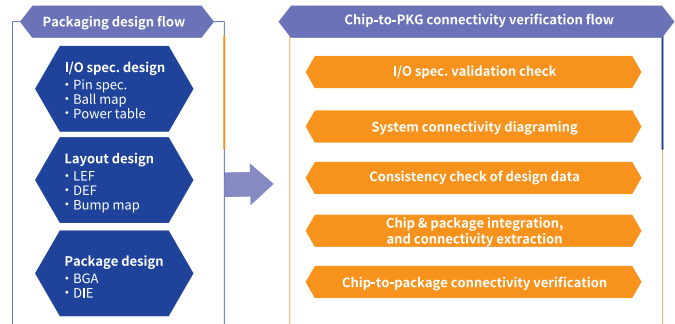 Packaging design flow
I/O spec. design
・Pin spec.
・Ball map
・Power table
Layout design
・LEF
・DEF
・Bump map
Package design
・BGA
・DIE
Chip-to-PKG connectivity verification flow
I/O spec. validation check
System connectivity diagraming
Consistency check of design data
Chip & package integration,
and connectivity extraction
Chip-to-package connectivity verification